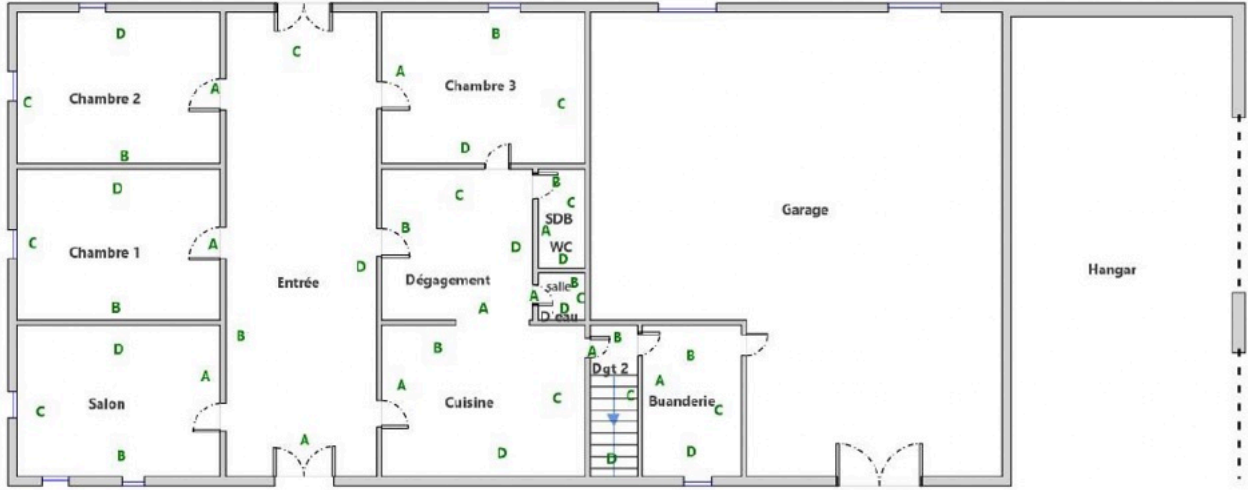 D
C
Chambre 2
A
B
D
C
Chambre 1
A
B
D
A
C
Salon
B
C
Entrée
D
B
A
B
A
Chambre 3
C
D
C
B
D
Dégagement
A
B
C
SDB
A
WC
D
A
B
salle
C
D
D'eau
B
A
Cuisine
C
D
B
A
Dgt 2
C
D
B
A
Buanderie
C
D
Garage
Hangar